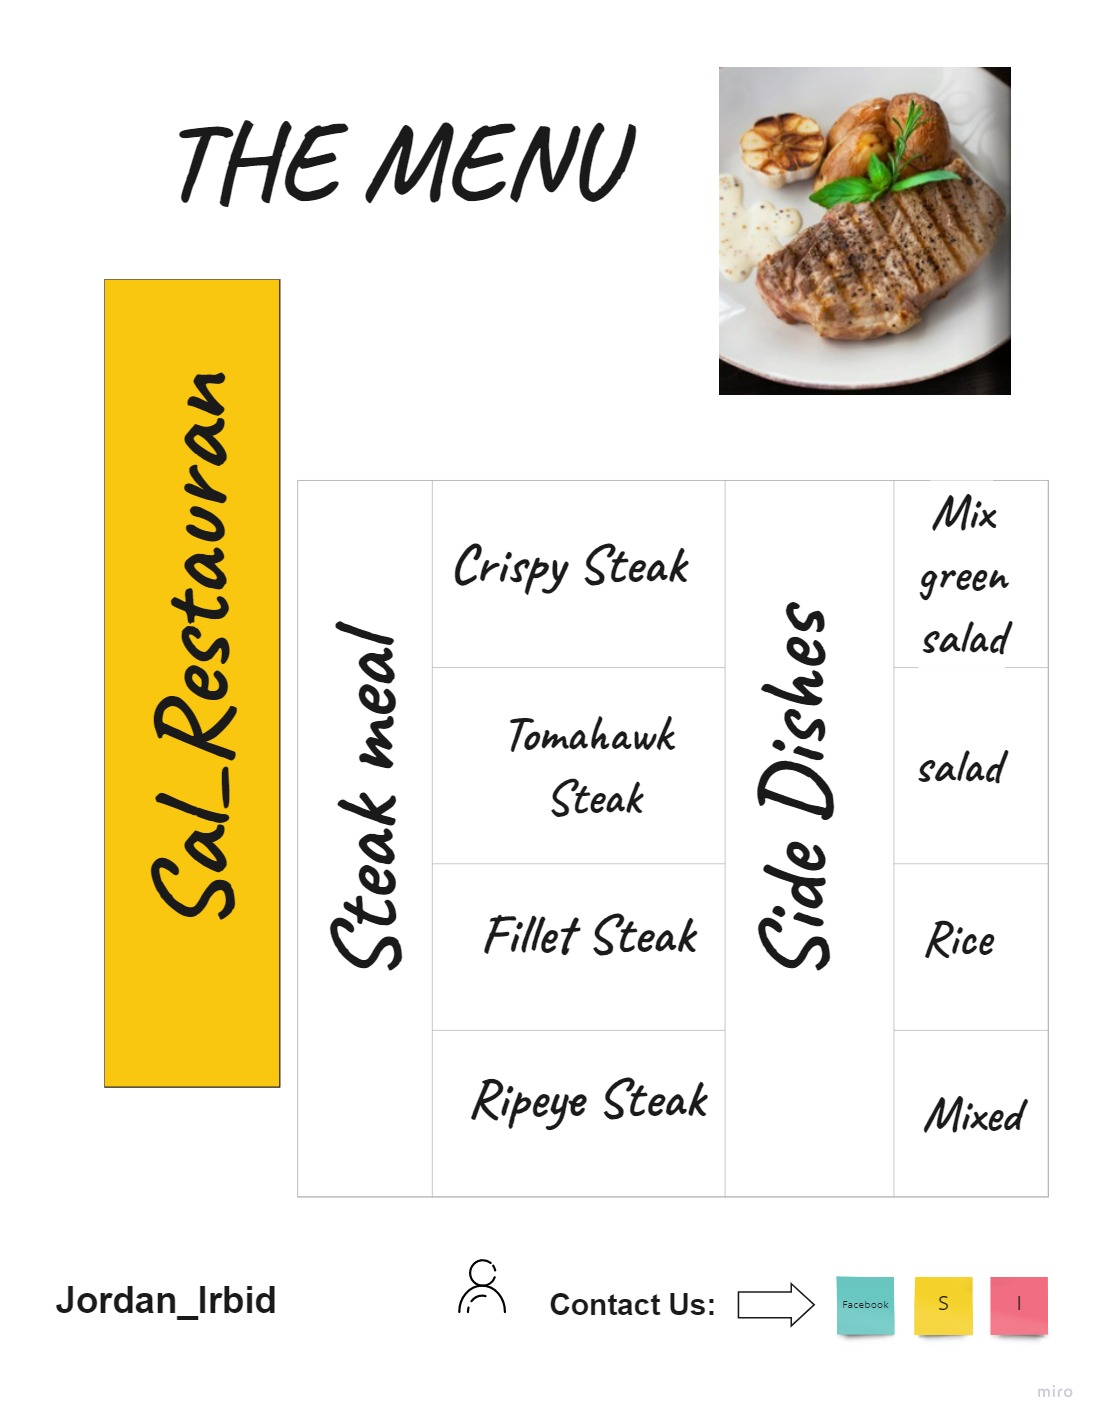 THE MENU
Sal_Restauran
Steak meal
Crispy Steak
Tomahawk
Steak
Fillet Steak
Ripeye Steak
Side Dishes
Mix
green
salad
salad
Rice
Mixed
Jordan_Irbid
Contact Us:
Facebook
S
I
miro